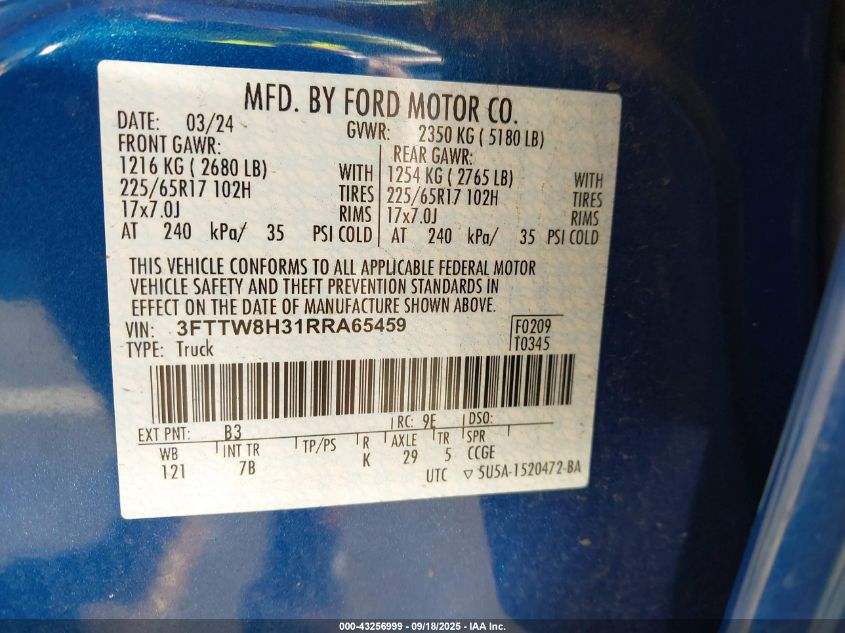 MFD. BY FORD MOTOR CO.
DATE: 03/24 GVWR: 2350 KG ( 5180 LB)
FRONT GAWR: REAR GAWR:
1216 KG ( 2680 LB) WITH 1254 KG ( 2765 LB) WITH
225/65R17 102H TIRES 225/65R17 102H TIRES
17x7.0J RIMS 17x7.0J RIMS
AT 240 kPa/ 35 PSI COLD AT 240 kPa/ 35 PSI COLD
THIS VEHICLE CONFORMS TO ALL APPLICABLE FEDERAL MOTOR
VEHICLE SAFETY AND THEFT PREVENTION STANDARDS IN
EFFECT ON THE DATE OF MANUFACTURE SHOWN ABOVE.
VIN: 3FTTW8H31RRA65459 F0209
TYPE: Truck T0345
EXT PNT: B3 RC: 9E DSO:
WB INT TR TP/PS R AXLE TR SPR
121 7B K 29 5 CCGE
UTC ▽ 5U5A-1520472-BA
000-43256999 - 09/18/2025 - IAA Inc.